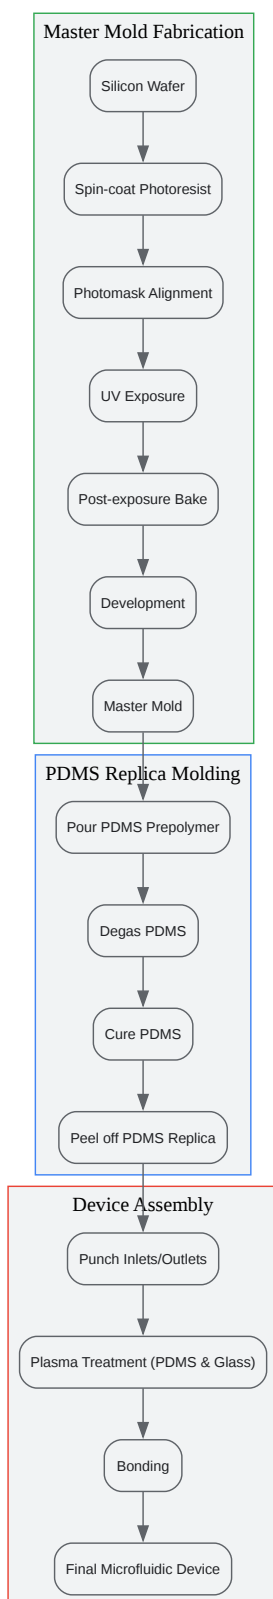 Master Mold Fabrication
Silicon Wafer
Spin-coat Photoresist
Photomask Alignment
UV Exposure
Post-exposure Bake
Development
Master Mold
PDMS Replica Molding
Pour PDMS Prepolymer
Degas PDMS
Cure PDMS
Peel off PDMS Replica
Device Assembly
Punch Inlets/Outlets
Plasma Treatment (PDMS & Glass)
Bonding
Final Microfluidic Device